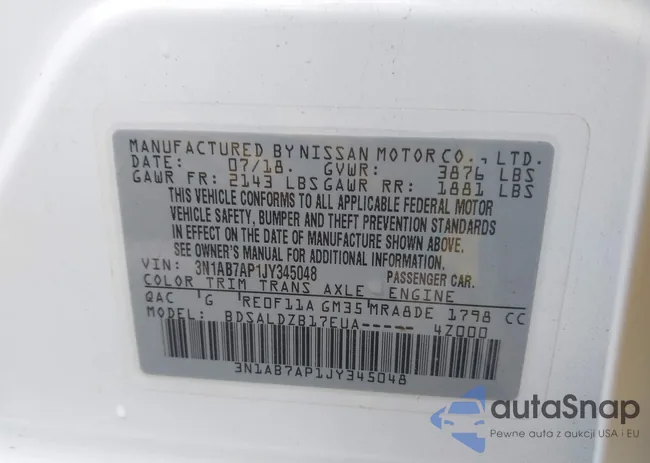 MANUFACTURED BY NISSAN MOTOR CO., LTD.
DATE: 07/18. GVWR: 3876 LBS
GAWR FR: 2143 LBS GAWR RR: 1881 LBS
THIS VEHICLE CONFORMS TO ALL APPLICABLE FEDERAL MOTOR
VEHICLE SAFETY, BUMPER AND THEFT PREVENTION STANDARDS
IN EFFECT ON THE DATE OF MANUFACTURE SHOWN ABOVE.
SEE OWNER'S MANUAL FOR ADDITIONAL INFORMATION.
VIN: 3N1AB7AP1JY345048 PASSENGER CAR.
COLOR TRIM TRANS AXLE ENGINE
QAC G RE0F11A GM35 MRA8DE 1798 CC
MODEL: BDSALDZB17EUA----- 4Z000
3N1AB7AP1JY345048
autaSnap
Pewne auta z aukcji USA i EU